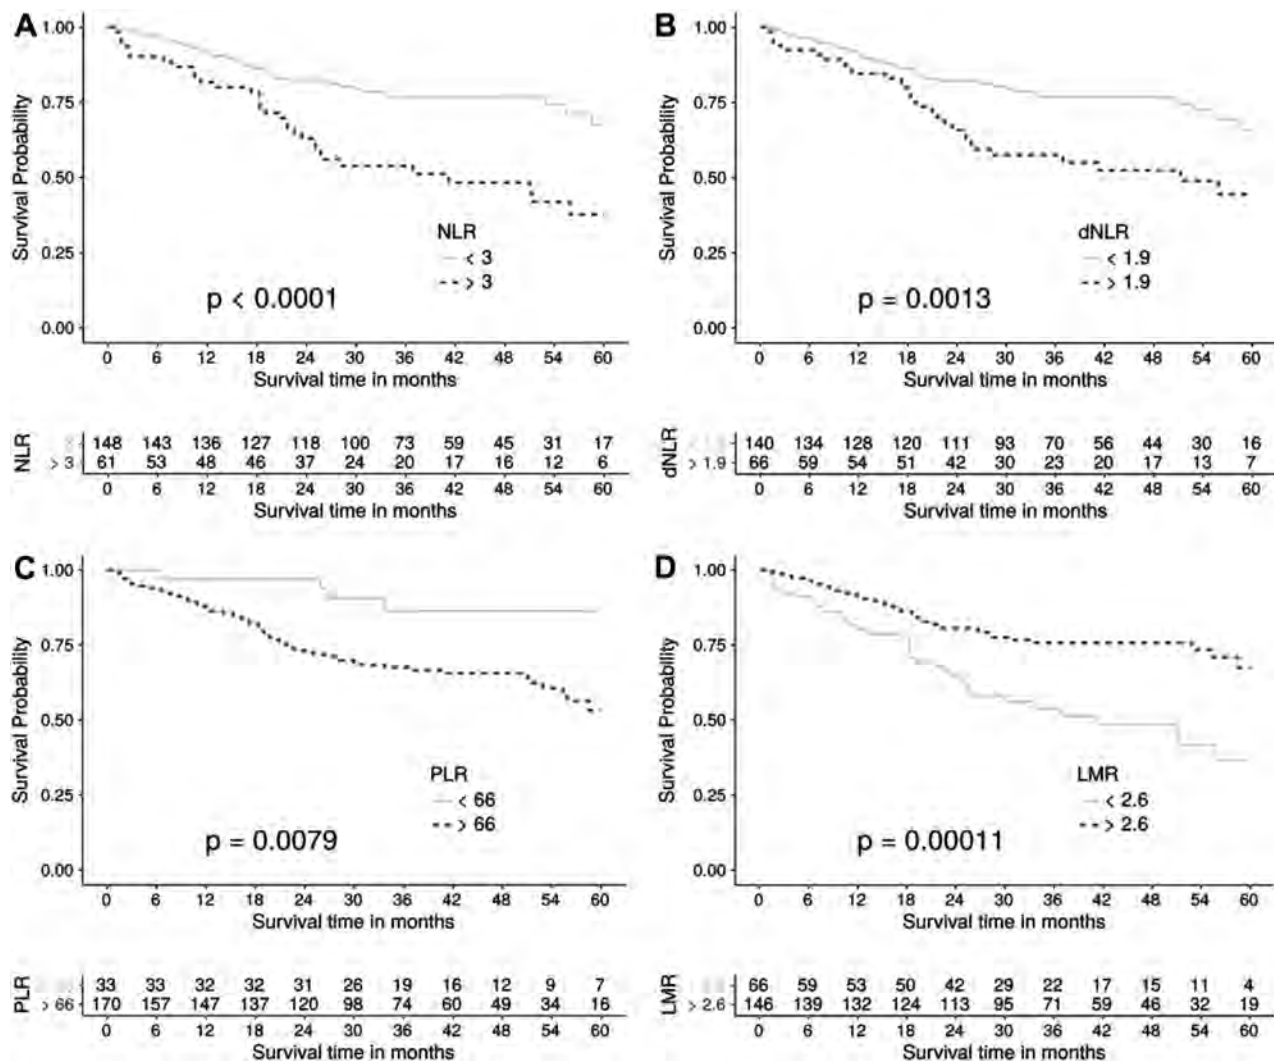 A
1.00
0.75
0.50
0.25
0.00
Survival Probability
NLR
< 3
> 3
p < 0.0001
0 6 12 18 24 30 36 42 48 54 60
Survival time in months
NLR
148 143 136 127 118 100 73 59 45 31 17
> 3 61 53 48 46 37 24 20 17 16 12 6
0 6 12 18 24 30 36 42 48 54 60
Survival time in months
B
1.00
0.75
0.50
0.25
0.00
Survival Probability
dNLR
< 1.9
> 1.9
p = 0.0013
0 6 12 18 24 30 36 42 48 54 60
Survival time in months
dNLR
140 134 128 120 111 93 70 56 44 30 16
> 1.9 66 59 54 51 42 30 23 20 17 13 7
0 6 12 18 24 30 36 42 48 54 60
Survival time in months
C
1.00
0.75
0.50
0.25
0.00
Survival Probability
PLR
< 66
> 66
p = 0.0079
0 6 12 18 24 30 36 42 48 54 60
Survival time in months
PLR
33 33 32 32 31 26 19 16 12 9 7
> 66 170 157 147 137 120 98 74 60 49 34 16
0 6 12 18 24 30 36 42 48 54 60
Survival time in months
D
1.00
0.75
0.50
0.25
0.00
Survival Probability
LMR
< 2.6
> 2.6
p = 0.00011
0 6 12 18 24 30 36 42 48 54 60
Survival time in months
LMR
66 59 53 50 42 29 22 17 15 11 4
> 2.6 146 139 132 124 113 95 71 59 46 32 19
0 6 12 18 24 30 36 42 48 54 60
Survival time in months